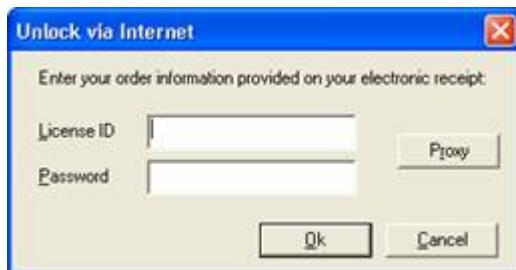 Unlock via Internet
Enter your order information provided on your electronic receipt:
License ID
Proxy
Password
Ok
Cancel